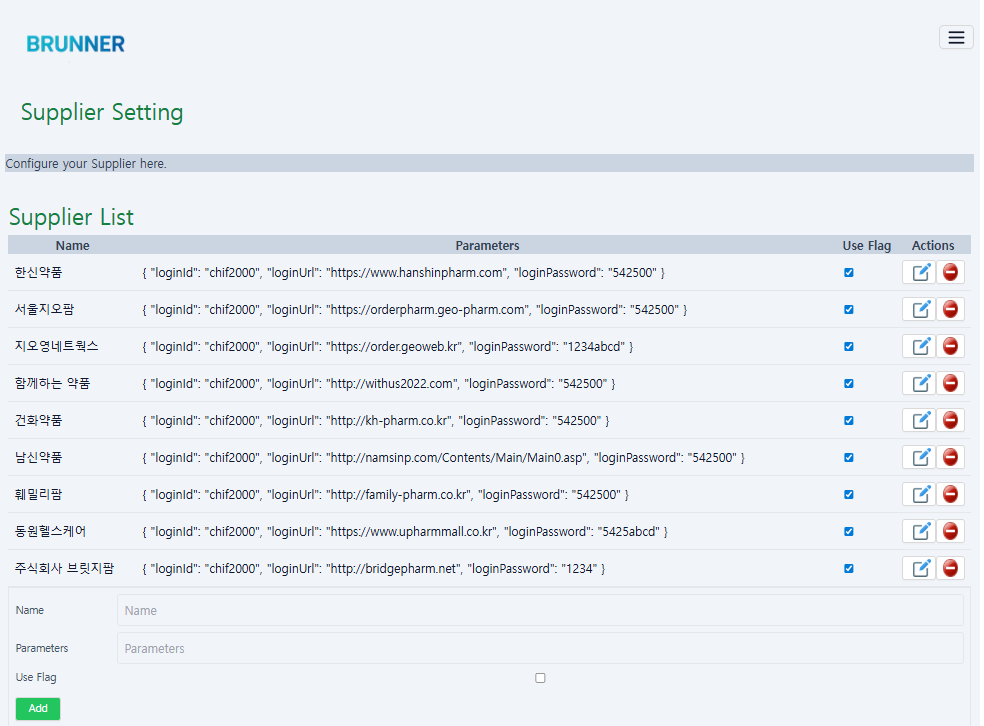 BRUNNER
Supplier Setting
Configure your Supplier here.
Supplier List
Name Parameters Use Flag Actions
한신약품 { "loginId": "chif2000", "loginUrl": "https://www.hanshinpharm.com", "loginPassword": "542500" }
서울지오팜 { "loginId": "chif2000", "loginUrl": "https://orderpharm.geo-pharm.com", "loginPassword": "542500" }
지오영네트웍스 { "loginId": "chif2000", "loginUrl": "https://order.geoweb.kr", "loginPassword": "1234abcd" }
함께하는 약품 { "loginId": "chif2000", "loginUrl": "http://withus2022.com", "loginPassword": "542500" }
건화약품 { "loginId": "chif2000", "loginUrl": "http://kh-pharm.co.kr", "loginPassword": "542500" }
남신약품 { "loginId": "chif2000", "loginUrl": "http://namsinp.com/Contents/Main/Main0.asp", "loginPassword": "542500" }
훼밀리팜 { "loginId": "chif2000", "loginUrl": "http://family-pharm.co.kr", "loginPassword": "542500" }
동원헬스케어 { "loginId": "chif2000", "loginUrl": "https://www.upharmmall.co.kr", "loginPassword": "5425abcd" }
주식회사 브릿지팜 { "loginId": "chif2000", "loginUrl": "http://bridgepharm.net", "loginPassword": "1234" }
Name Name
Parameters Parameters
Use Flag
Add